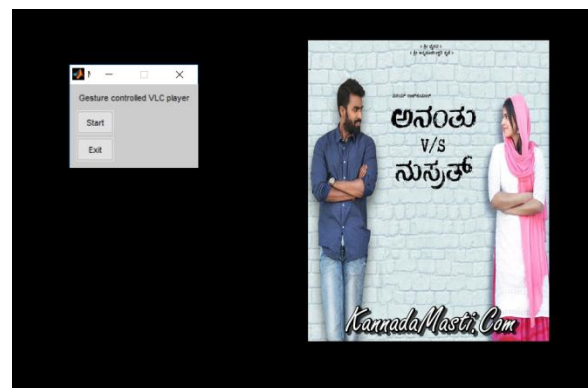 Gesture controlled VLC player
Start
Exit
ಅನಂತು
V/S
ನುಸ್ರತ್
KannadaMasti.Com